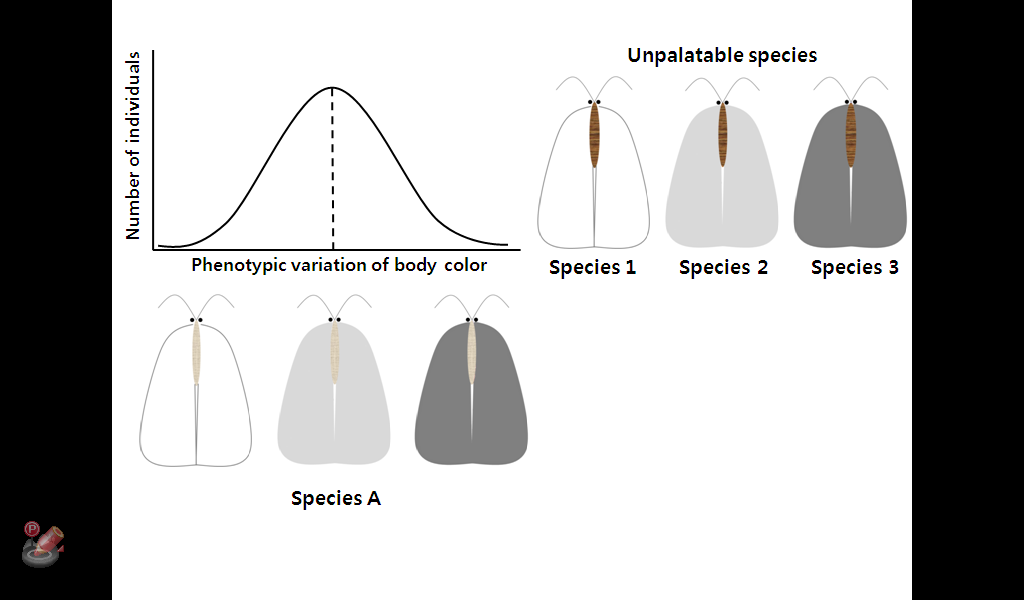 Number of individuals
Phenotypic variation of body color
Unpalatable species
Species 1
Species 2
Species 3
Species A
P